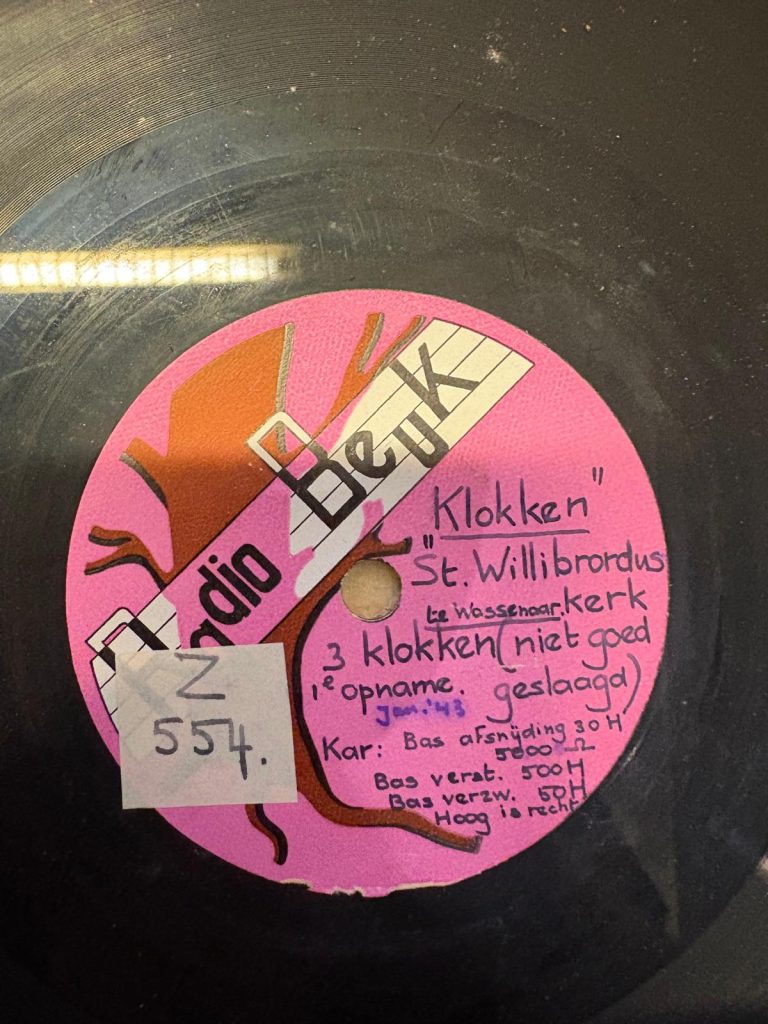 Radio Beuk
"Klokken"
"St. Willibrordus
te Wassenaar. kerk
3 klokken (niet goed
1e opname. geslaagd)
Jan. '43
Kar: Bas afsnijding 30 H
5000 Ω
Bas verst. 500 H
Bas verzw. 50 H
Hoog is recht
Z
554.